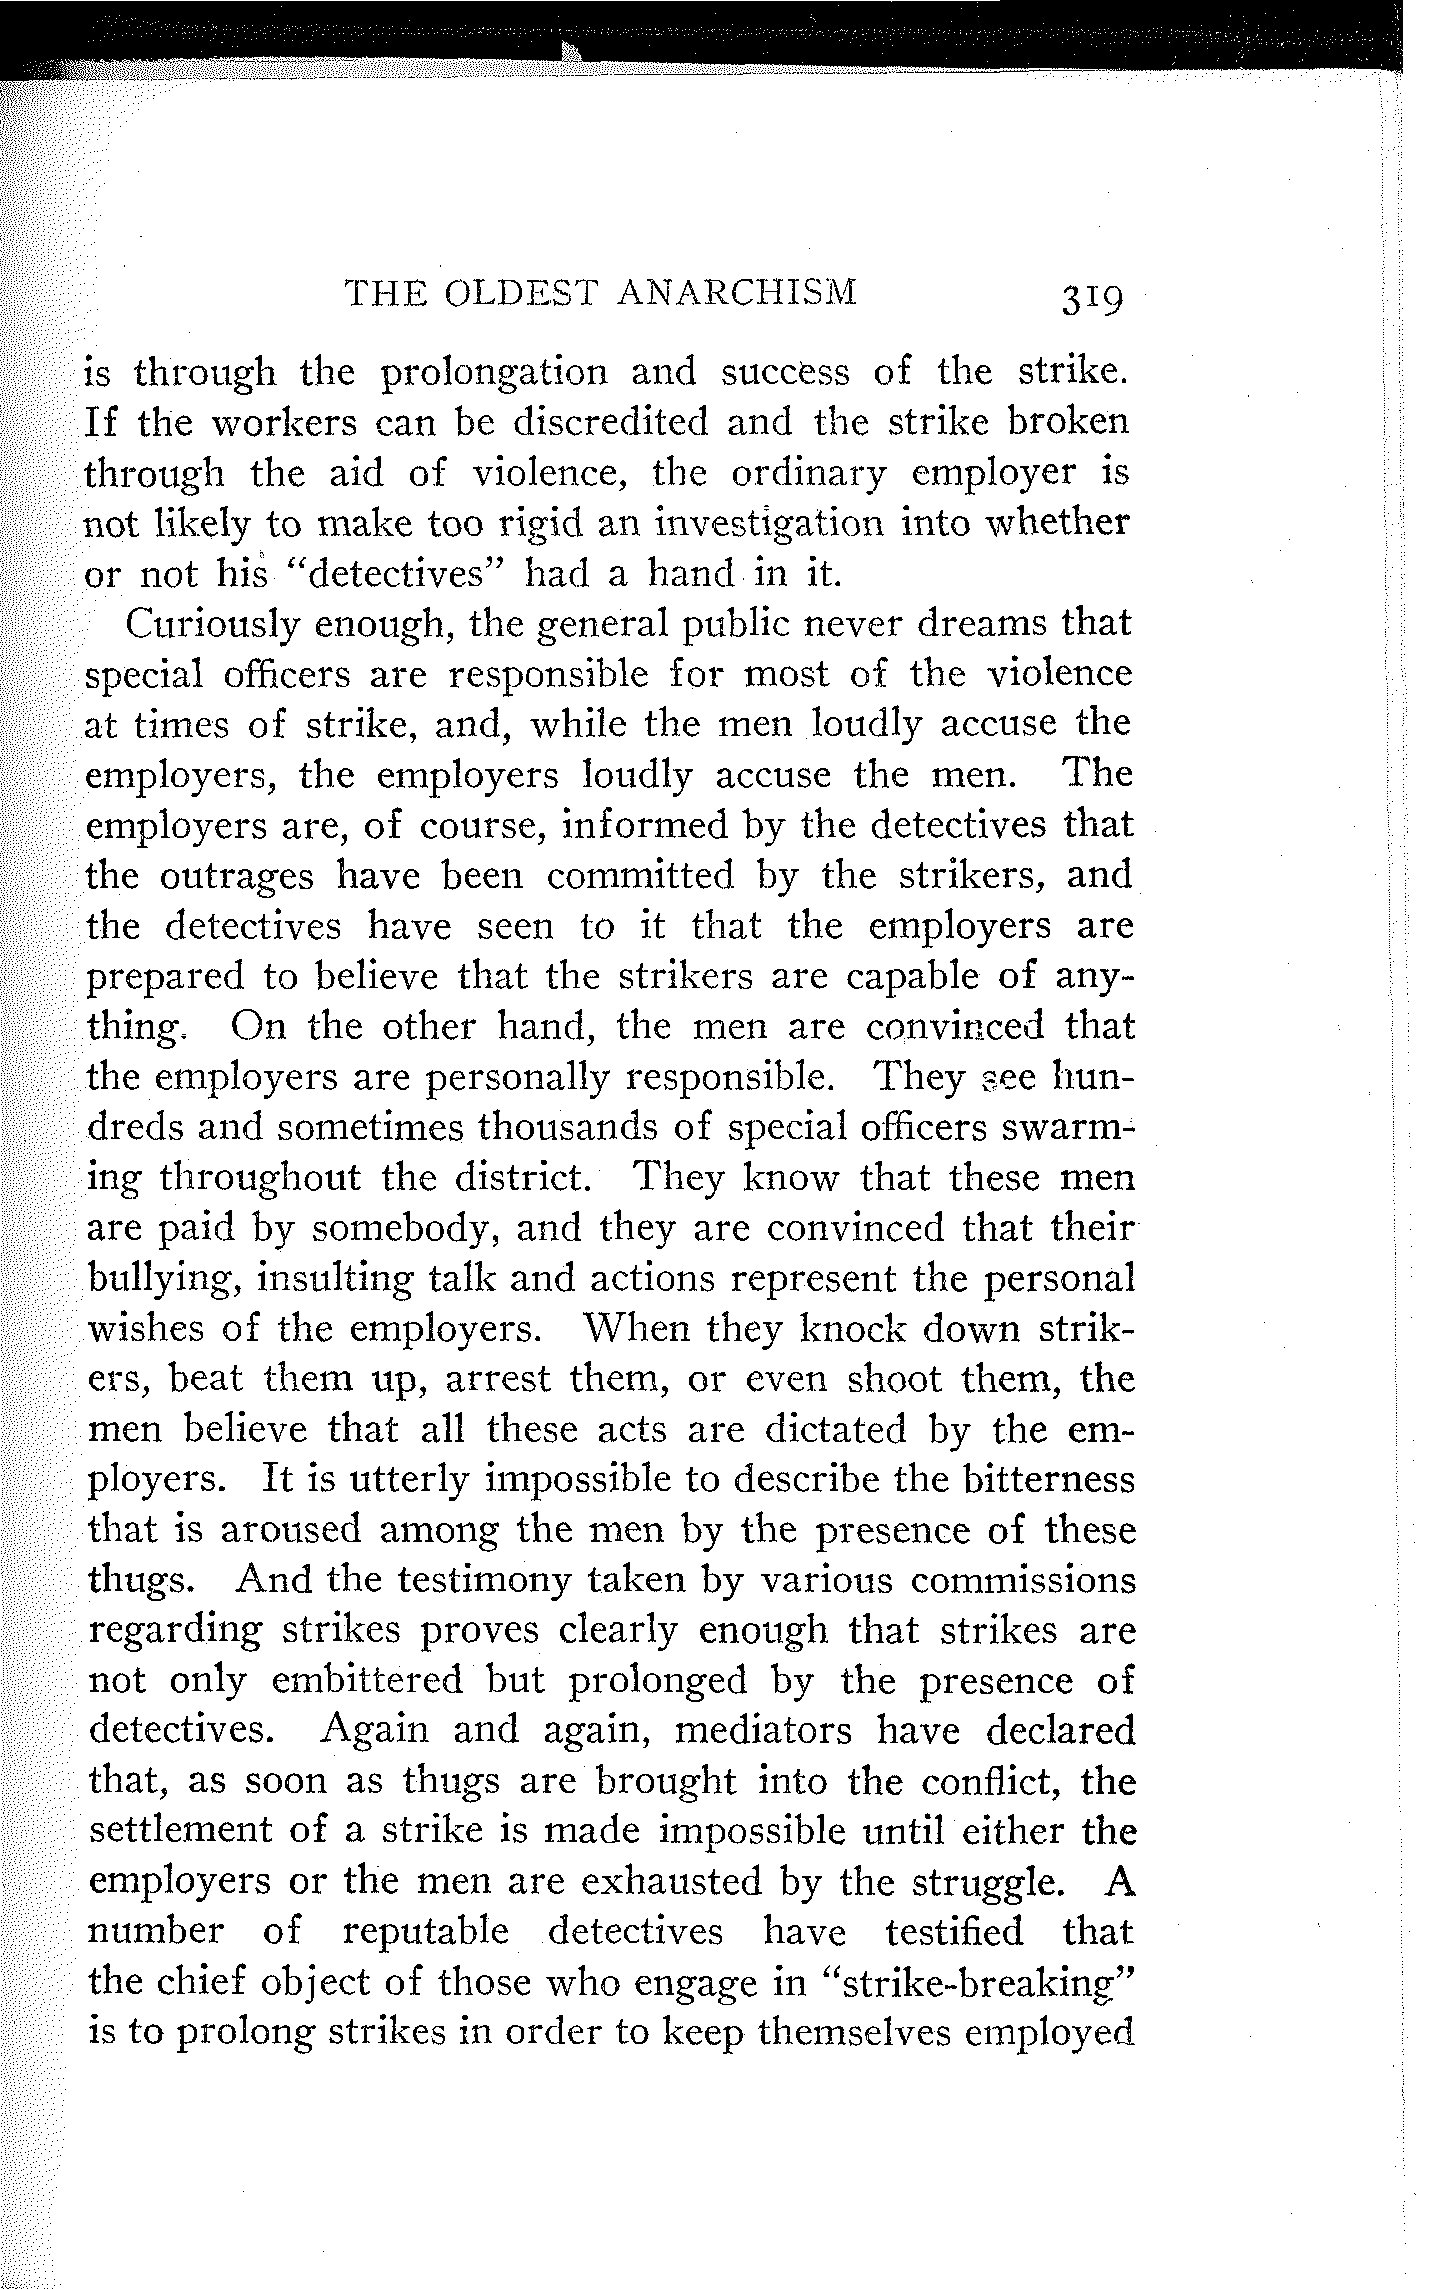 THE OLDEST ANARCHISM 319
is through the prolongation and success of the strike.
If the workers can be discredited and the strike broken
through the aid of violence, the ordinary employer is
not likely to make too rigid an investigation into whether
or not his “detectives” had a hand in it.
Curiously enough, the general public never dreams that
special officers are responsible for most of the violence
at times of strike, and, while the men loudly accuse the
employers, the employers loudly accuse the men. The
employers are, of course, informed by the detectives that
the outrages have been committed by the strikers, and
the detectives have seen to it that the employers are
prepared to believe that the strikers are capable of any-
thing. On the other hand, the men are convinced that
the employers are personally responsible. They see hun-
dreds and sometimes thousands of special officers swarm-
ing throughout the district. They know that these men
are paid by somebody, and they are convinced that their
bullying, insulting talk and actions represent the personal
wishes of the employers. When they knock down strik-
ers, beat them up, arrest them, or even shoot them, the
men believe that all these acts are dictated by the em-
ployers. It is utterly impossible to describe the bitterness
that is aroused among the men by the presence of these
thugs. And the testimony taken by various commissions
regarding strikes proves clearly enough that strikes are
not only embittered but prolonged by the presence of
detectives. Again and again, mediators have declared
that, as soon as thugs are brought into the conflict, the
settlement of a strike is made impossible until either the
employers or the men are exhausted by the struggle. A
number of reputable detectives have testified that
the chief object of those who engage in “strike-breaking”
is to prolong strikes in order to keep themselves employed